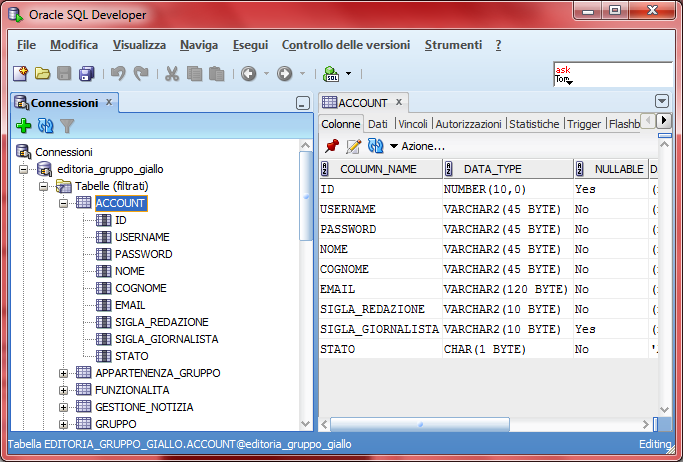 Oracle SQL Developer
File Modifica Visualizza Naviga Esegui Controllo delle versioni Strumenti ?
SQL
ask
Tom
Connessioni x
Connessioni
editoria_gruppo_giallo
Tabelle (filtrati)
ACCOUNT
ID
USERNAME
PASSWORD
NOME
COGNOME
EMAIL
SIGLA_REDAZIONE
SIGLA_GIORNALISTA
STATO
APPARTENENZA_GRUPPO
FUNZIONALITA
GESTIONE_NOTIZIA
GRUPPO
ACCOUNT x
Colonne Dati Vincoli Autorizzazioni Statistiche Trigger Flashb
Azione...
COLUMN_NAME DATA_TYPE NULLABLE D
ID NUMBER(10,0) Yes (
USERNAME VARCHAR2(45 BYTE) No (
PASSWORD VARCHAR2(45 BYTE) No (
NOME VARCHAR2(45 BYTE) No (
COGNOME VARCHAR2(45 BYTE) No (
EMAIL VARCHAR2(120 BYTE) No (
SIGLA_REDAZIONE VARCHAR2(10 BYTE) No (
SIGLA_GIORNALISTA VARCHAR2(10 BYTE) Yes (
STATO CHAR(1 BYTE) No '
Tabella EDITORIA_GRUPPO_GIALLO.ACCOUNT@editoria_gruppo_giallo Editing